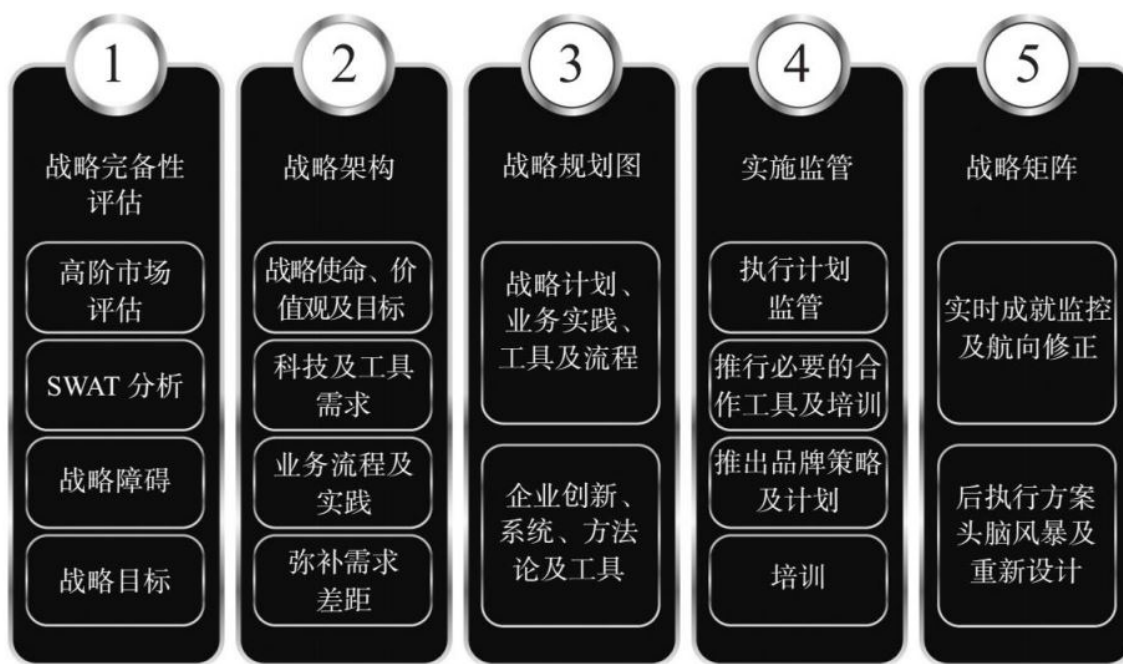 1
战略完备性
评估
高阶市场
评估
SWAT 分析
战略障碍
战略目标
2
战略架构
战略使命、价
值观及目标
科技及工具
需求
业务流程及
实践
弥补需求
差距
3
战略规划图
战略计划、
业务实践、
工具及流程
企业创新、
系统、方法
论及工具
4
实施监管
执行计划
监管
推行必要的合
作工具及培训
推出品牌策略
及计划
培训
5
战略矩阵
实时成就监控
及航向修正
后执行方案
头脑风暴及
重新设计